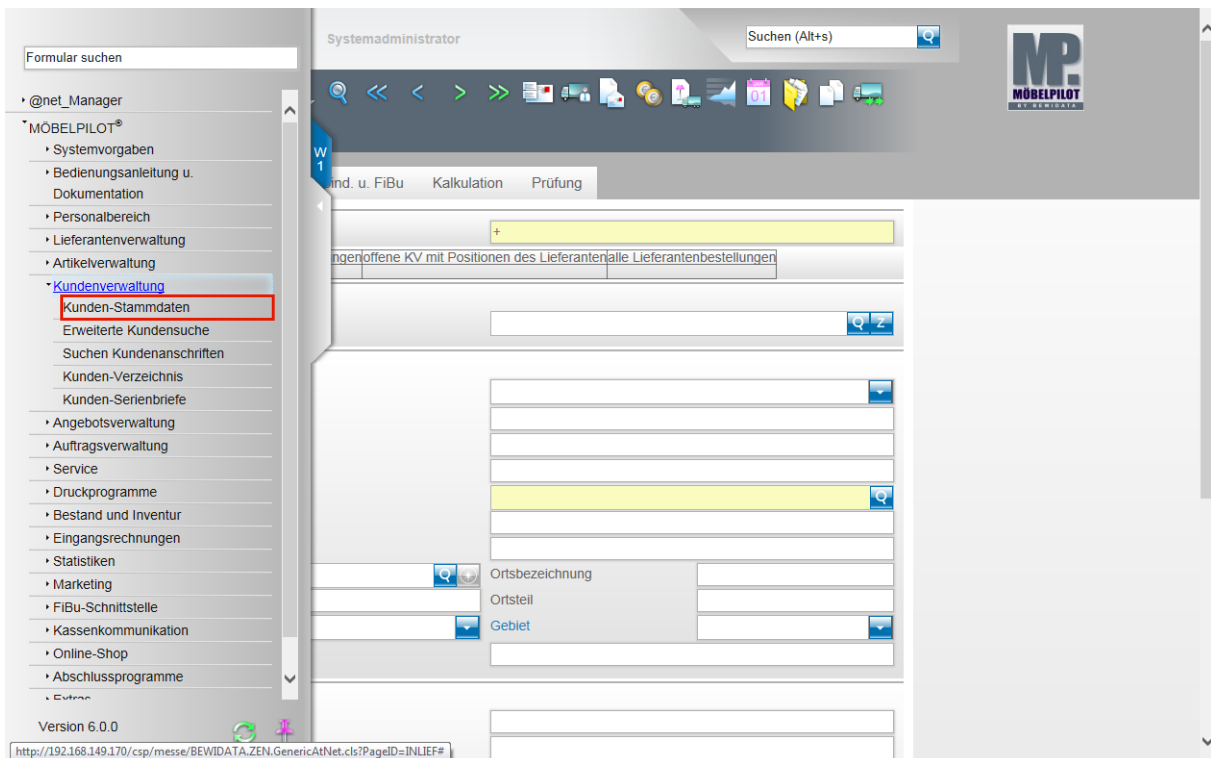 Systemadministrator
Suchen (Alt+s)
MP.
MÖBELPILOT
BY BEWIDATA
Formular suchen
@net_Manager
MÖBELPILOT®
Systemvorgaben
Bedienungsanleitung u.
Dokumentation
Personalbereich
Lieferantenverwaltung
Artikelverwaltung
Kundenverwaltung
Kunden-Stammdaten
Erweiterte Kundensuche
Suchen Kundenanschriften
Kunden-Verzeichnis
Kunden-Serienbriefe
Angebotsverwaltung
Auftragsverwaltung
Service
Druckprogramme
Bestand und Inventur
Eingangsrechnungen
Statistiken
Marketing
FiBu-Schnittstelle
Kassenkommunikation
Online-Shop
Abschlussprogramme
Extras
Version 6.0.0
http://192.168.149.170/csp/messe/BEWIDATA.ZEN.GenericAtNet.cls?PageID=INLIEF#
W
1
01
u. FiBu Kalkulation Prüfung
+
offene KV mit Positionen des Lieferanten alle Lieferantenbestellungen
Z
Ortsbezeichnung
Ortsteil
Gebiet